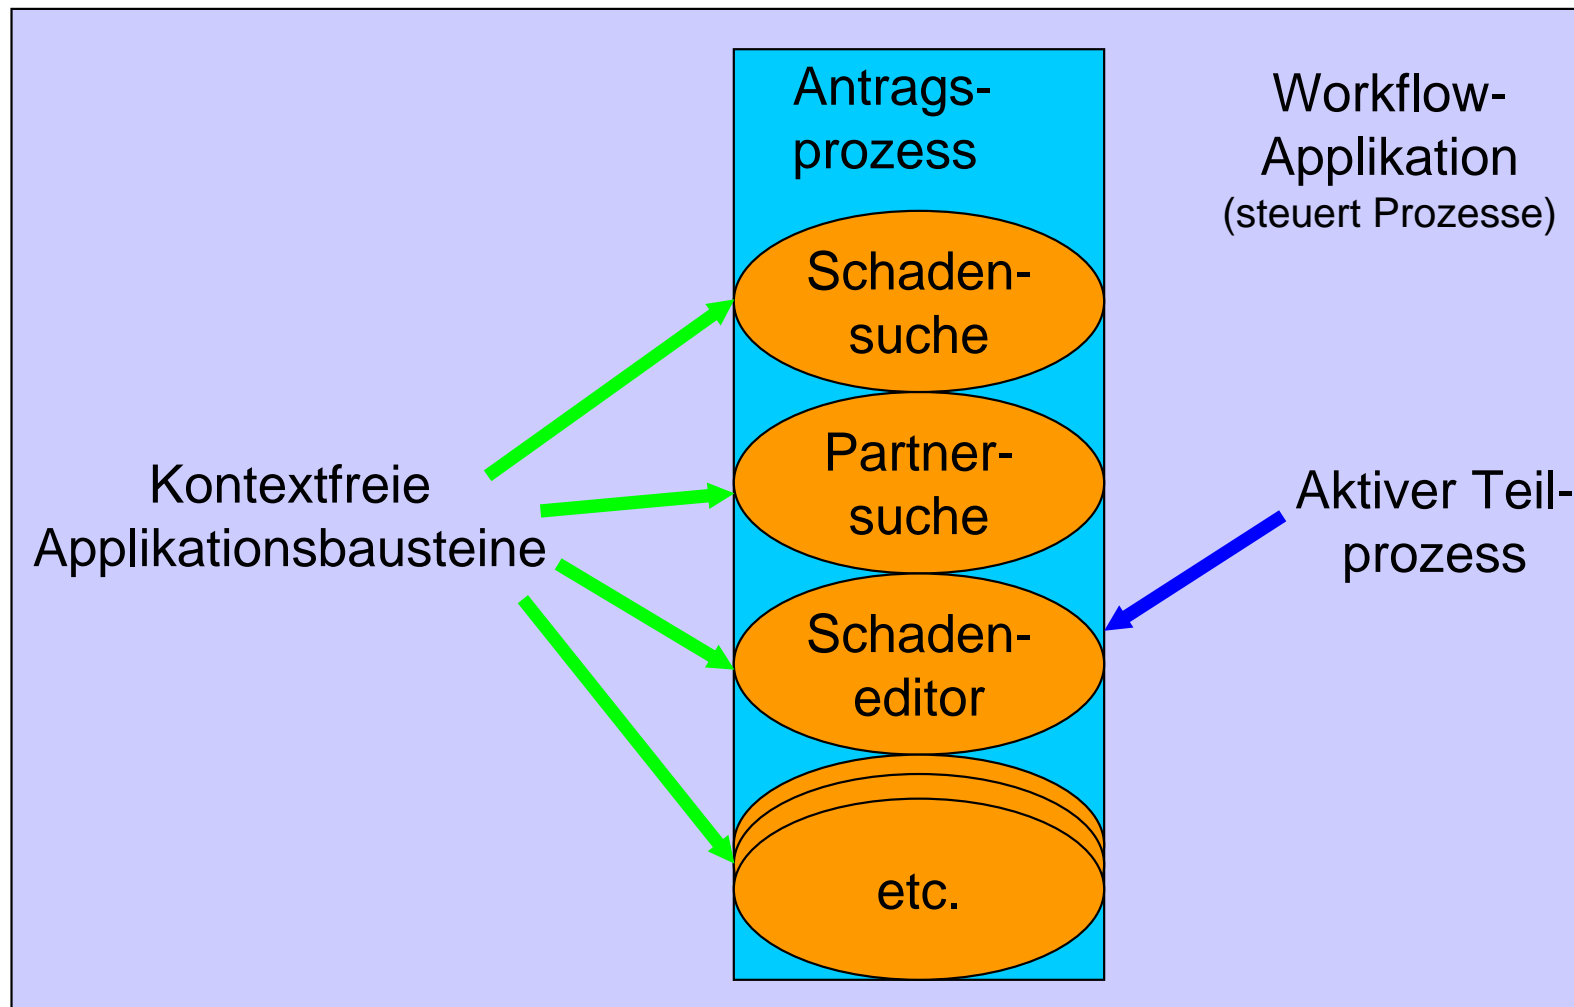 Antrags-
prozess
Workflow-
Applikation
(steuert Prozesse)
Schaden-
suche
Partner-
suche
Kontextfreie
Applikationsbausteine
Aktiver Teil-
prozess
Schaden-
editor
etc.